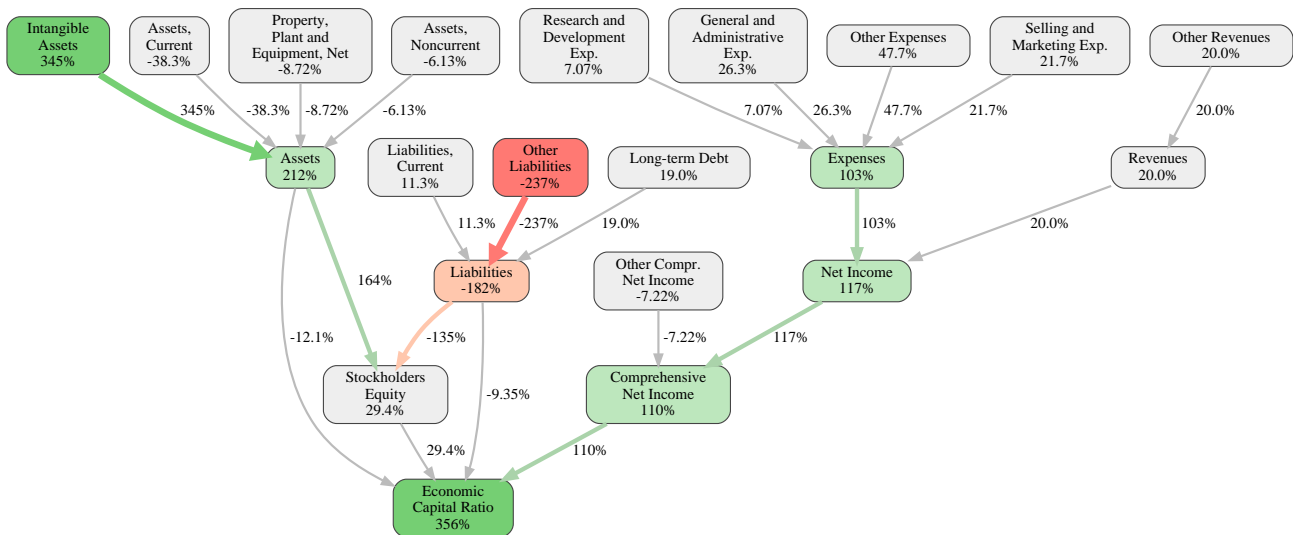 Intangible
Assets
345%
Assets,
Current
-38.3%
Property,
Plant and
Equipment, Net
-8.72%
Assets,
Noncurrent
-6.13%
Research and
Development
Exp.
7.07%
General and
Administrative
Exp.
26.3%
Other Expenses
47.7%
Selling and
Marketing Exp.
21.7%
Other Revenues
20.0%
345%
-38.3%
-8.72%
-6.13%
7.07%
26.3%
47.7%
21.7%
20.0%
Assets
212%
Liabilities,
Current
11.3%
Other
Liabilities
-237%
Long-term Debt
19.0%
Expenses
103%
Revenues
20.0%
11.3%
-237%
19.0%
103%
20.0%
164%
Liabilities
-182%
Other Compr.
Net Income
-7.22%
Net Income
117%
-12.1%
-135%
-7.22%
117%
Stockholders
Equity
29.4%
-9.35%
Comprehensive
Net Income
110%
29.4%
110%
Economic
Capital Ratio
356%